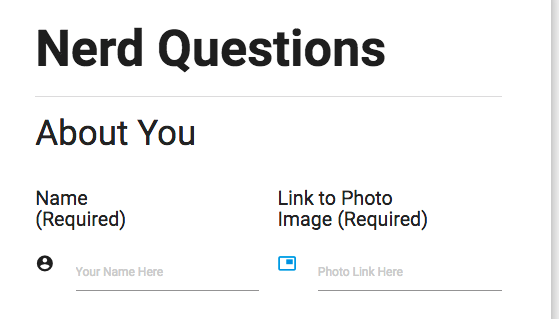 Nerd Questions
About You
Name
(Required)
Link to Photo
Image (Required)
Your Name Here
Photo Link Here